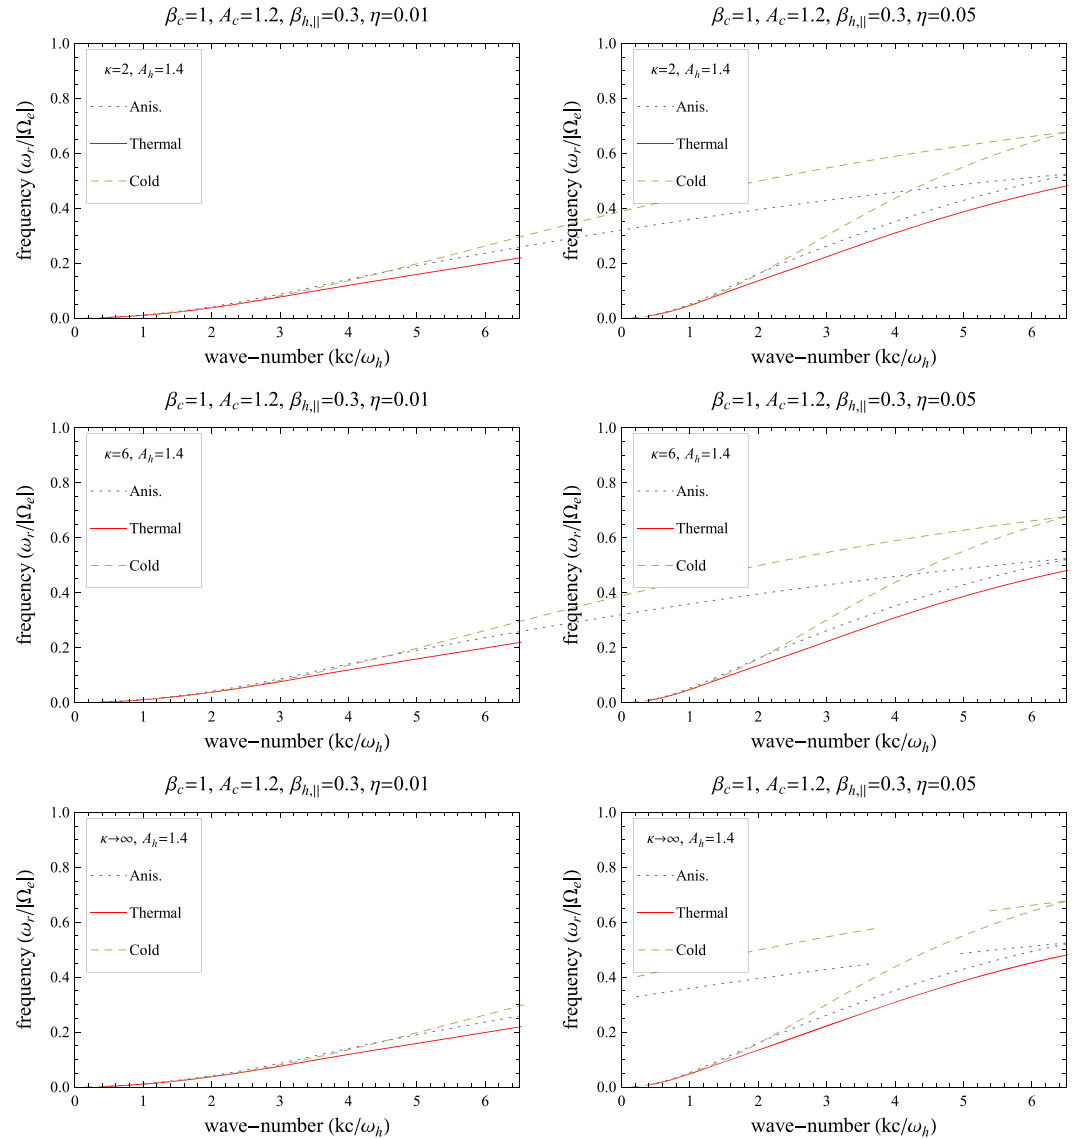 β_c=1, A_c=1.2, β_h,||=0.3, η=0.01
frequency (ω_r/|Ω_e|)
1.0
0.8
0.6
0.4
0.2
0.0
κ=2, A_h=1.4
Anis.
Thermal
Cold
0 1 2 3 4 5 6
wave−number (kc/ω_h)
β_c=1, A_c=1.2, β_h,||=0.3, η=0.05
frequency (ω_r/|Ω_e|)
1.0
0.8
0.6
0.4
0.2
0.0
κ=2, A_h=1.4
Anis.
Thermal
Cold
0 1 2 3 4 5 6
wave−number (kc/ω_h)
β_c=1, A_c=1.2, β_h,||=0.3, η=0.01
frequency (ω_r/|Ω_e|)
1.0
0.8
0.6
0.4
0.2
0.0
κ=6, A_h=1.4
Anis.
Thermal
Cold
0 1 2 3 4 5 6
wave−number (kc/ω_h)
β_c=1, A_c=1.2, β_h,||=0.3, η=0.05
frequency (ω_r/|Ω_e|)
1.0
0.8
0.6
0.4
0.2
0.0
κ=6, A_h=1.4
Anis.
Thermal
Cold
0 1 2 3 4 5 6
wave−number (kc/ω_h)
β_c=1, A_c=1.2, β_h,||=0.3, η=0.01
frequency (ω_r/|Ω_e|)
1.0
0.8
0.6
0.4
0.2
0.0
κ→∞, A_h=1.4
Anis.
Thermal
Cold
0 1 2 3 4 5 6
wave−number (kc/ω_h)
β_c=1, A_c=1.2, β_h,||=0.3, η=0.05
frequency (ω_r/|Ω_e|)
1.0
0.8
0.6
0.4
0.2
0.0
κ→∞, A_h=1.4
Anis.
Thermal
Cold
0 1 2 3 4 5 6
wave−number (kc/ω_h)